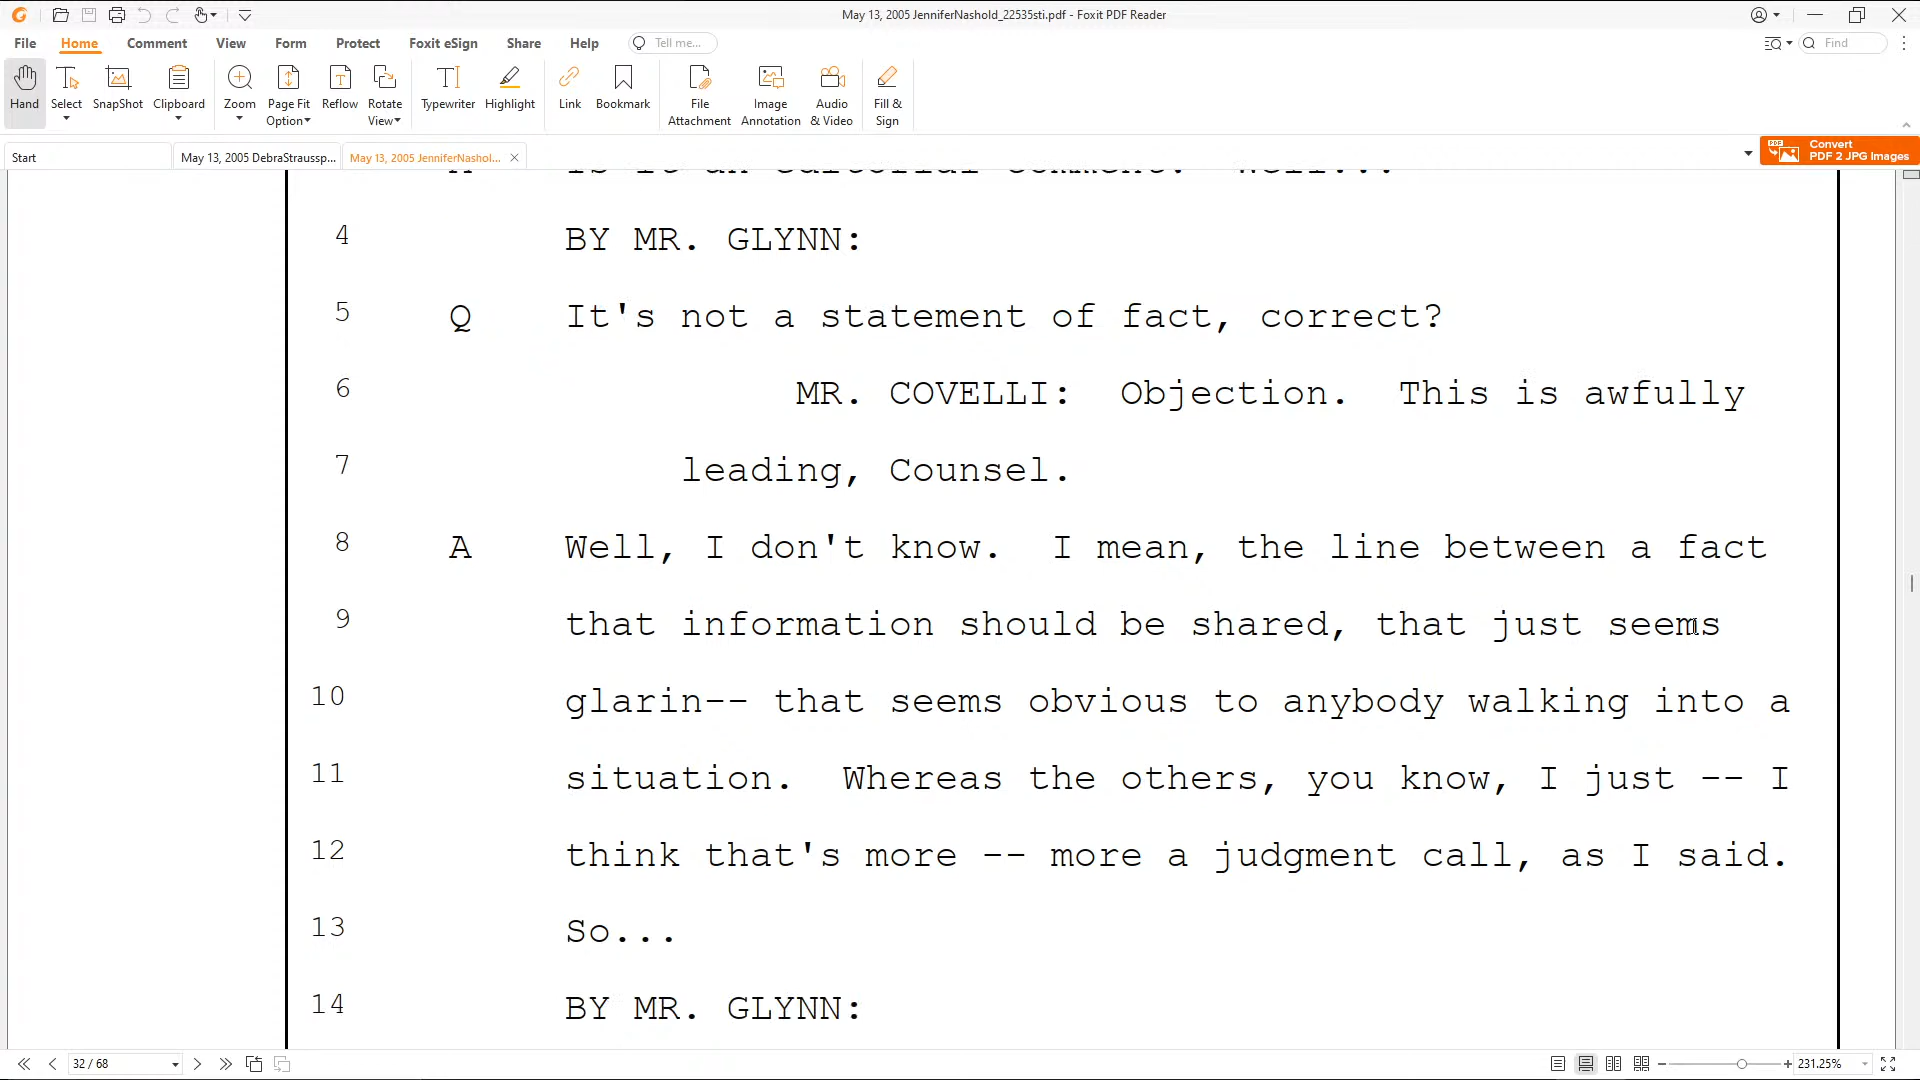 May 13, 2005 JenniferNashold_22535sti.pdf - Foxit PDF Reader
File Home Comment View Form Protect Foxit eSign Share Help Tell me... Find
Hand Select SnapShot Clipboard Zoom Page Fit Option Reflow Rotate View Typewriter Highlight Link Bookmark File Attachment Image Annotation Audio & Video Fill & Sign
Start May 13, 2005 DebraStraussp... May 13, 2005 JenniferNashol...
Convert
PDF 2 JPG Images
4 BY MR. GLYNN:
5 Q It's not a statement of fact, correct?
6 MR. COVELLI: Objection. This is awfully
7 leading, Counsel.
8 A Well, I don't know. I mean, the line between a fact
9 that information should be shared, that just seems
10 glarin-- that seems obvious to anybody walking into a
11 situation. Whereas the others, you know, I just -- I
12 think that's more -- more a judgment call, as I said.
13 So...
14 BY MR. GLYNN:
32 / 68 231.25%